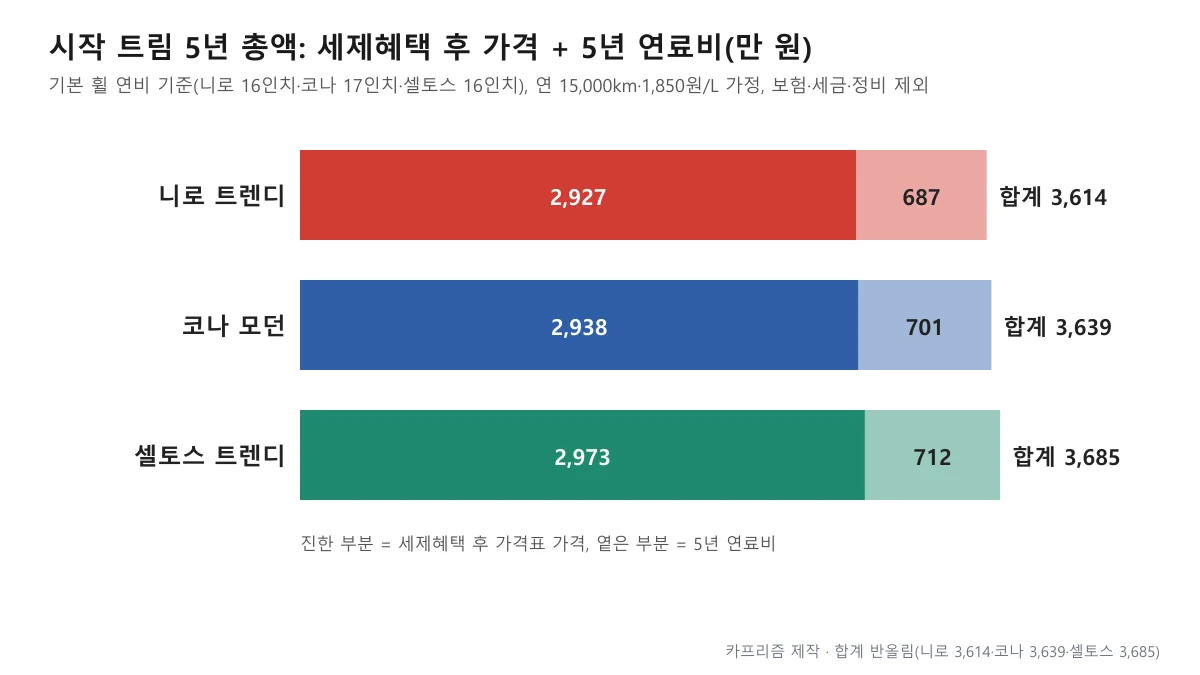 시작 트림 5년 총액: 세제혜택 후 가격 + 5년 연료비(만 원)
기본 휠 연비 기준(니로 16인치·코나 17인치·셀토스 16인치), 연 15,000km·1,850원/L 가정, 보험·세금·정비 제외
니로 트렌디 2,927 687 합계 3,614
코나 모던 2,938 701 합계 3,639
셀토스 트렌디 2,973 712 합계 3,685
진한 부분 = 세제혜택 후 가격표 가격, 옅은 부분 = 5년 연료비
카프리즘 제작 · 합계 반올림(니로 3,614·코나 3,639·셀토스 3,685)